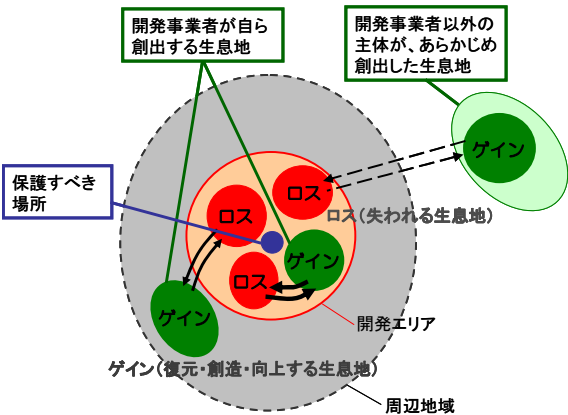 開発事業者が自ら
創出する生息地
開発事業者以外の
主体が、あらかじめ
創出した生息地
ゲイン
保護すべき
場所
ロス
ロス
ロス（失われる生息地）
ゲイン
ロス
ゲイン
開発エリア
ゲイン（復元・創造・向上する生息地）
周辺地域